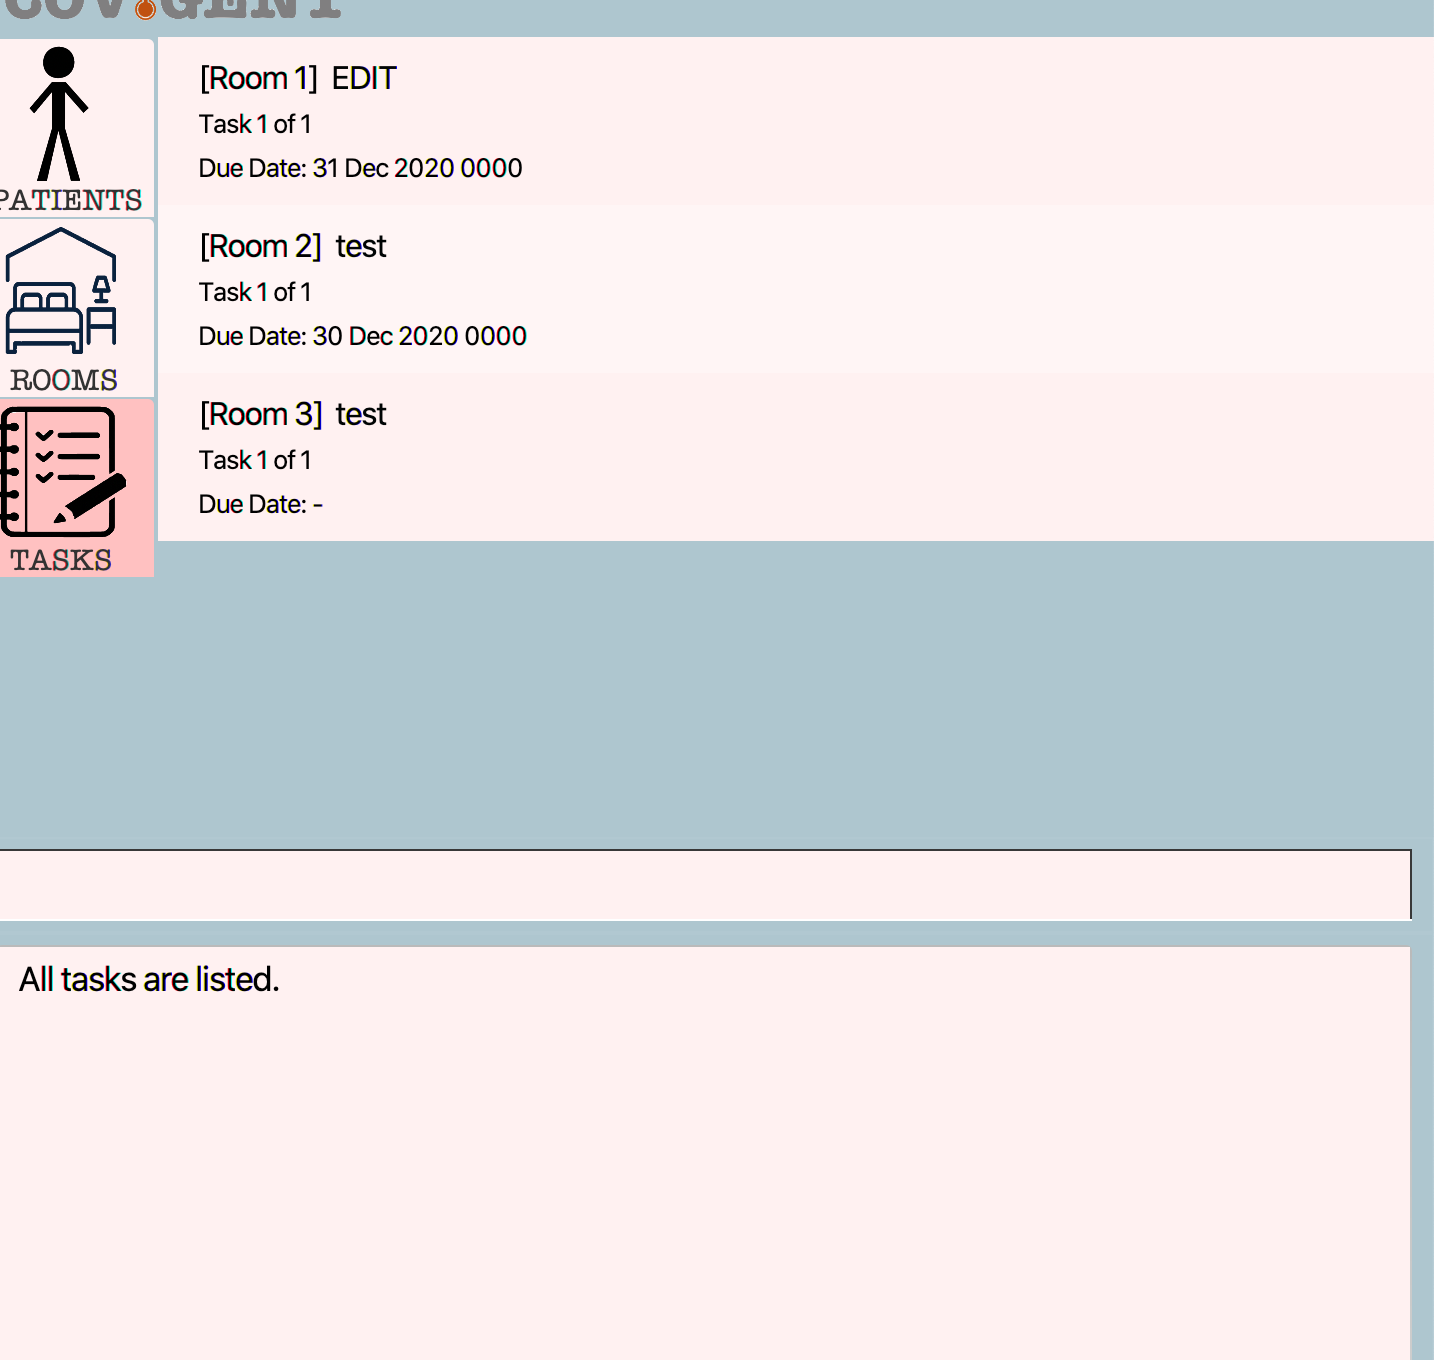 COV GENT
[Room 1] EDIT
Task 1 of 1
Due Date: 31 Dec 2020 0000
PATIENTS
[Room 2] test
Task 1 of 1
Due Date: 30 Dec 2020 0000
ROOMS
[Room 3] test
Task 1 of 1
Due Date: -
TASKS
All tasks are listed.